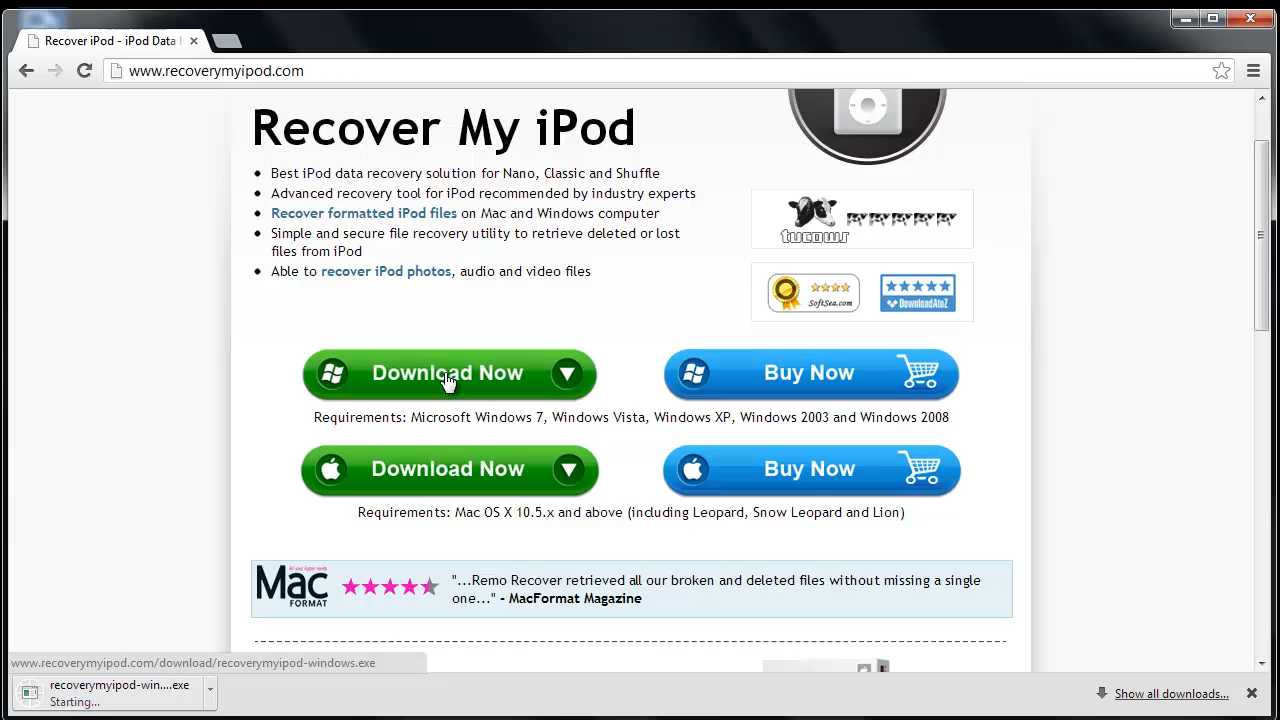 Recover iPod - iPod Data
www.recoverymyipod.com
Recover My iPod
Best iPod data recovery solution for Nano, Classic and Shuffle
Advanced recovery tool for iPod recommended by industry experts
Recover formatted iPod files on Mac and Windows computer
Simple and secure file recovery utility to retrieve deleted or lost
files from iPod
Able to recover iPod photos, audio and video files
tucows
SoftSea.com
DownloadAtoZ
Download Now
Buy Now
Requirements: Microsoft Windows 7, Windows Vista, Windows XP, Windows 2003 and Windows 2008
Download Now
Buy Now
Requirements: Mac OS X 10.5.x and above (including Leopard, Snow Leopard and Lion)
All your Apple needs
Mac
FORMAT
"...Remo Recover retrieved all our broken and deleted files without missing a single
one..." - MacFormat Magazine
www.recoverymyipod.com/download/recoverymyipod-windows.exe
recoverymyipod-win....exe
Starting...
Show all downloads...